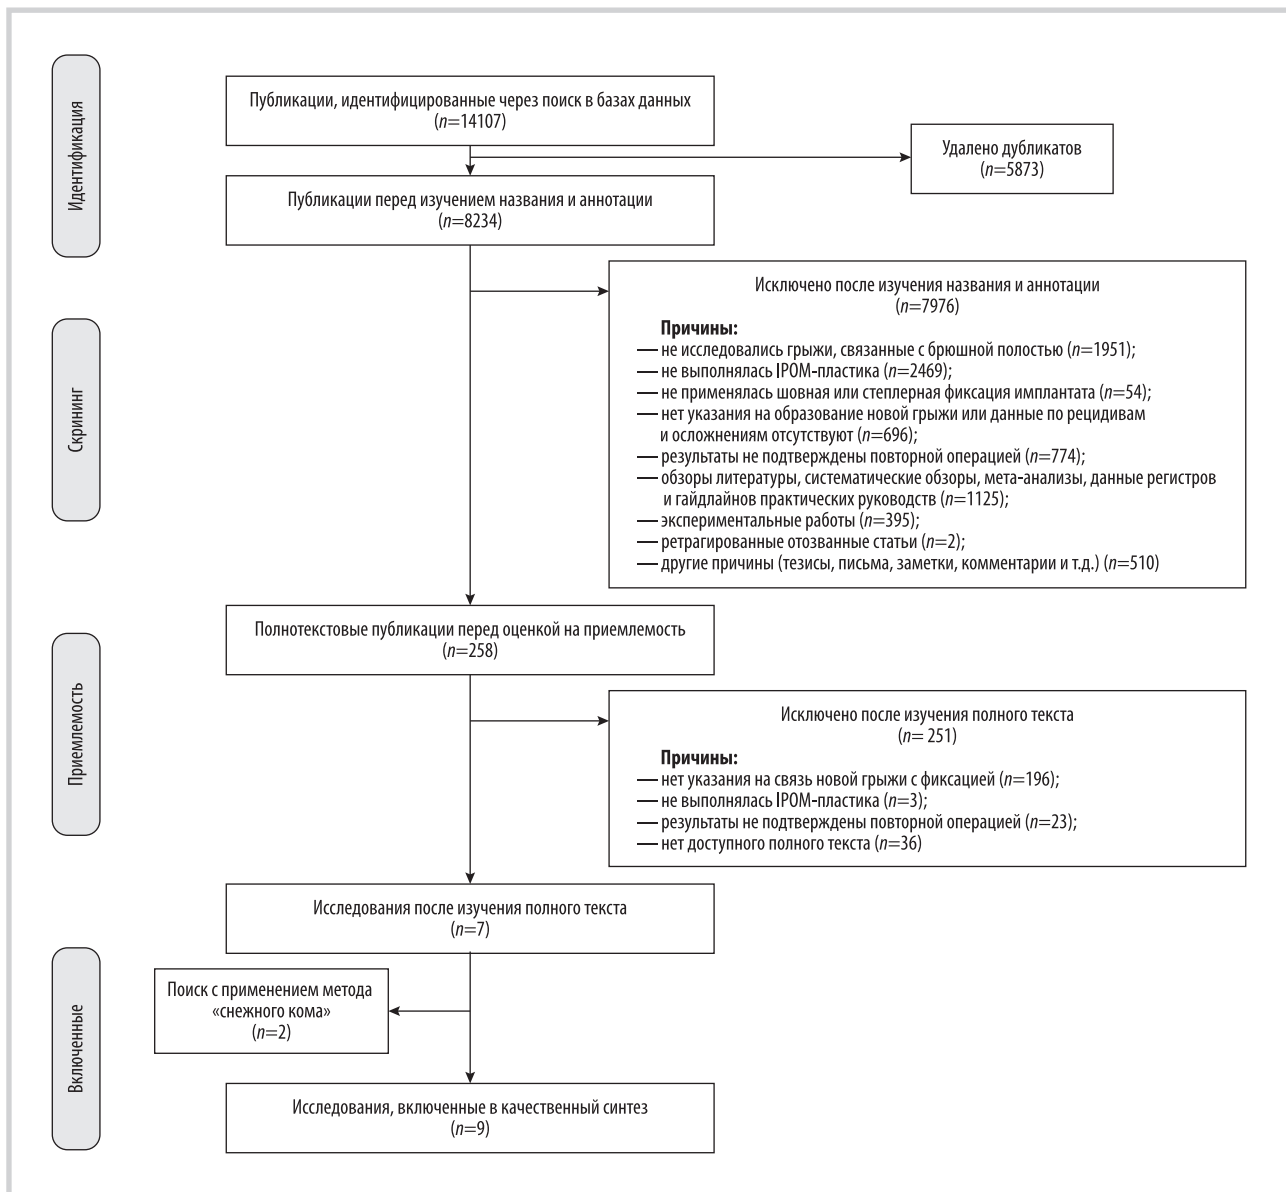 Идентификация
Публикации, идентифицированные через поиск в базах данных
(n=14107)
Удалено дубликатов
(n=5873)
Публикации перед изучением названия и аннотации
(n=8234)
Скрининг
Исключено после изучения названия и аннотации
(n=7976)
Причины:
— не исследовались грыжи, связанные с брюшной полостью (n=1951);
— не выполнялась IPOM-пластика (n=2469);
— не применялась шовная или степлерная фиксация имплантата (n=54);
— нет указания на образование новой грыжи или данные по рецидивам
и осложнениям отсутствуют (n=696);
— результаты не подтверждены повторной операцией (n=774);
— обзоры литературы, систематические обзоры, мета-анализы, данные регистров
и гайдлайнов практических руководств (n=1125);
— экспериментальные работы (n=395);
— ретрагированные отозванные статьи (n=2);
— другие причины (тезисы, письма, заметки, комментарии и т.д.) (n=510)
Приемлемость
Полнотекстовые публикации перед оценкой на приемлемость
(n=258)
Исключено после изучения полного текста
(n= 251)
Причины:
— нет указания на связь новой грыжи с фиксацией (n=196);
— не выполнялась IPOM-пластика (n=3);
— результаты не подтверждены повторной операцией (n=23);
— нет доступного полного текста (n=36)
Исследования после изучения полного текста
(n=7)
Включенные
Поиск с применением метода
«снежного кома»
(n=2)
Исследования, включенные в качественный синтез
(n=9)